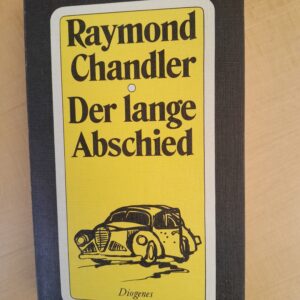 Raymond
Chandler
Der lange
Abschied
Diogenes